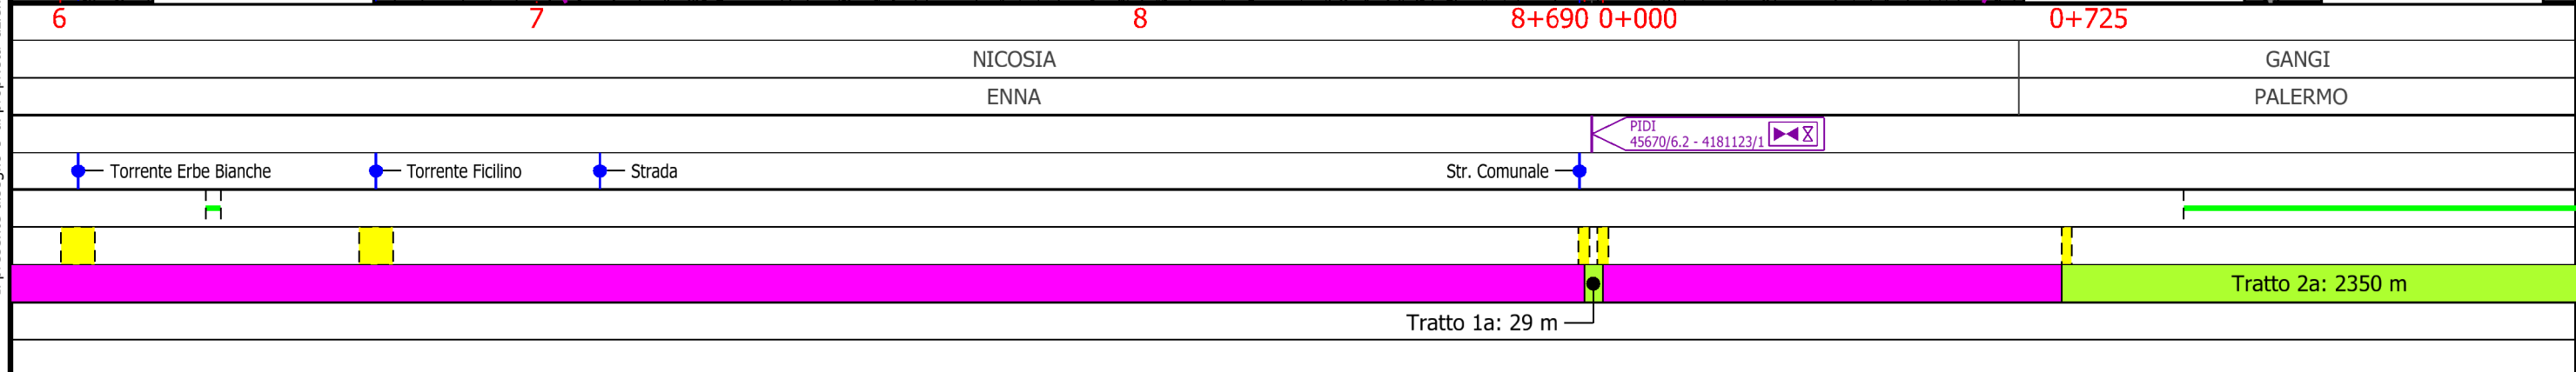 6 7 8 8+690 0+000 0+725
NICOSIA GANGI
ENNA PALERMO
PIDI
45670/6.2 - 4181123/1
Torrente Erbe Bianche Torrente Ficilino Strada Str. Comunale
Tratto 2a: 2350 m
Tratto 1a: 29 m